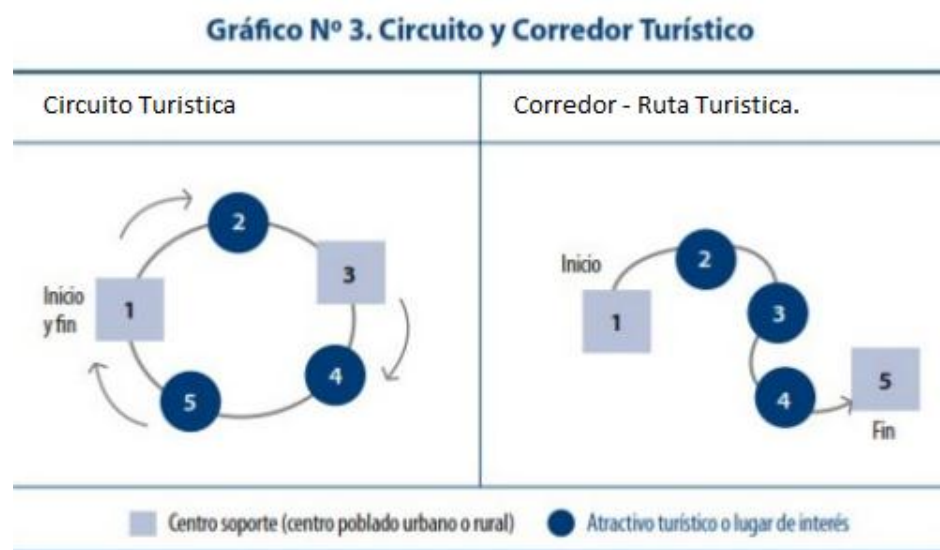 Gráfico Nº 3. Circuito y Corredor Turístico
Circuito Turistica
Corredor - Ruta Turistica.
2
3
Inicio
y fin
1
4
5
Inicio
2
1
3
4
5
Fin
Centro soporte (centro poblado urbano o rural)
Atractivo turístico o lugar de interés